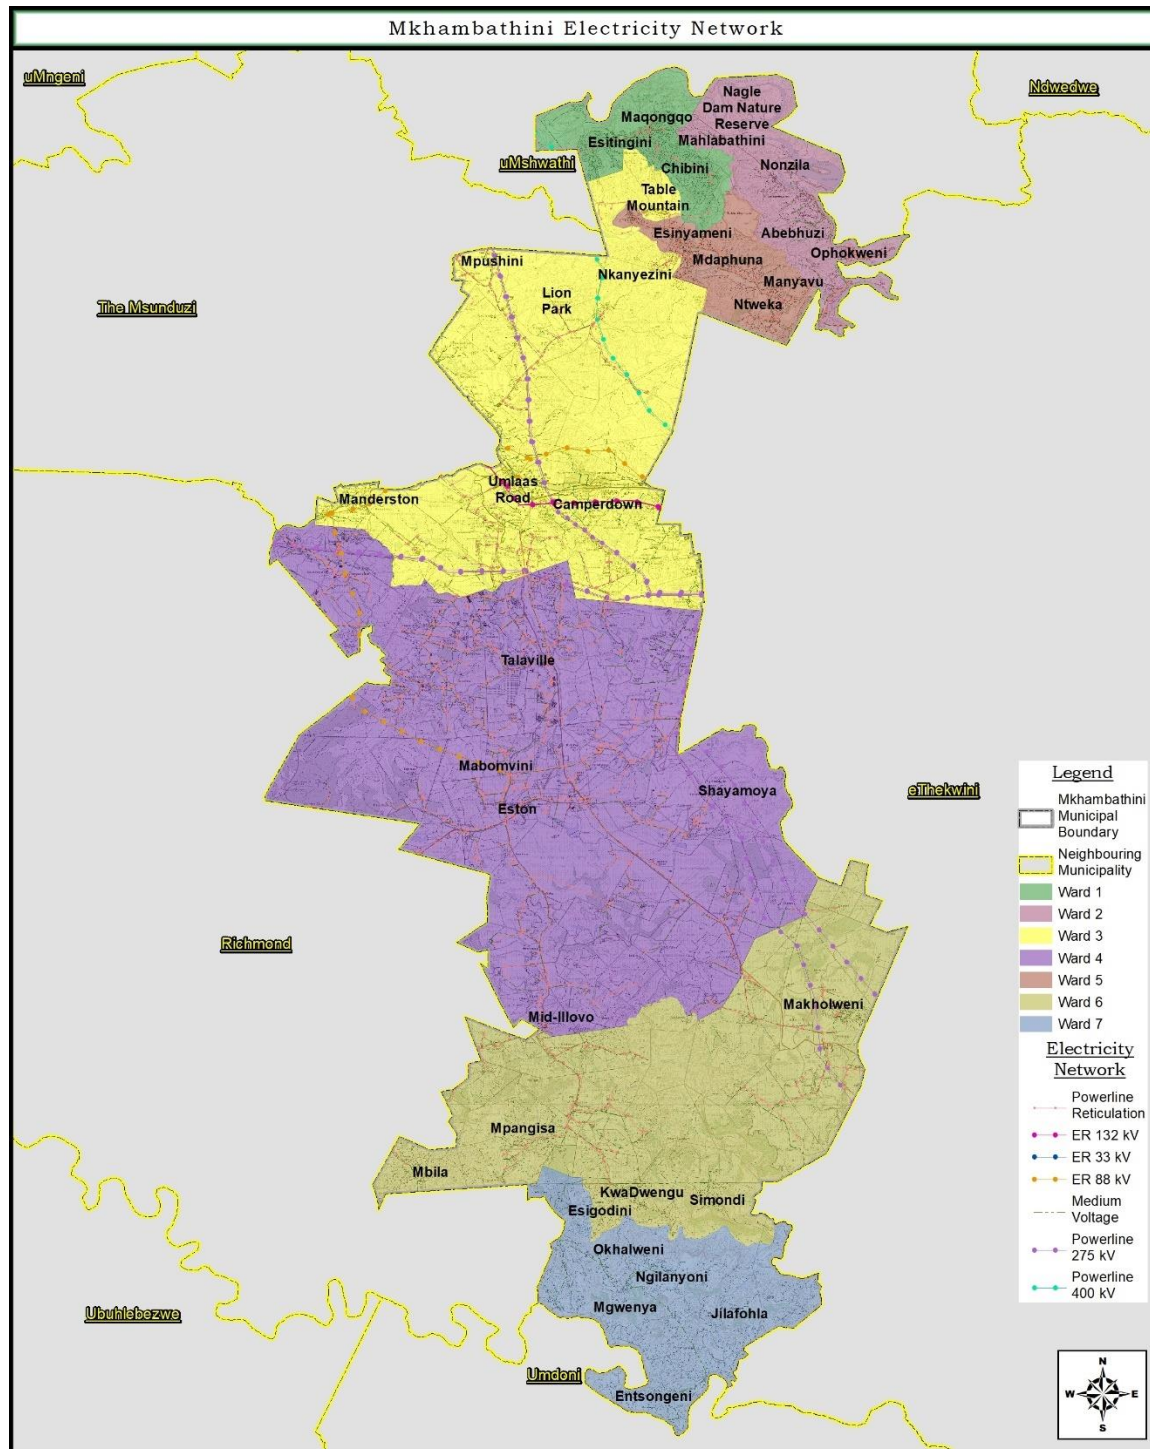 Mkhambathini Electricity Network
uMngeni
Ndwedwe
Nagle
Dam Nature
Reserve
Maqongqo
Esitingini
Mahlabathini
uMshwathi
Chibini
Nonzila
Table
Mountain
Esinyameni
Abebhuzi
Ophokweni
Mpushini
Mdaphuna
Nkanyezini
Manyavu
Lion
Park
Ntweka
The Msunduzi
Umlaas
Road
Manderston
Camperdown
Talaville
Mabomvini
Shayamoya
Eston
eThekwini
Richmond
Makholweni
Mid-Illovo
Mpangisa
Mbila
KwaDwengu
Simondi
Esigodini
Okhalweni
Ngilanyoni
Mgwenya
Jilafohla
Ubuhlebezwe
Umdoni
Entsongeni
Legend
Mkhambathini
Municipal
Boundary
Neighbouring
Municipality
Ward 1
Ward 2
Ward 3
Ward 4
Ward 5
Ward 6
Ward 7
Electricity
Network
Powerline
Reticulation
ER 132 kV
ER 33 kV
ER 88 kV
Medium
Voltage
Powerline
275 kV
Powerline
400 kV
N
W
E
S